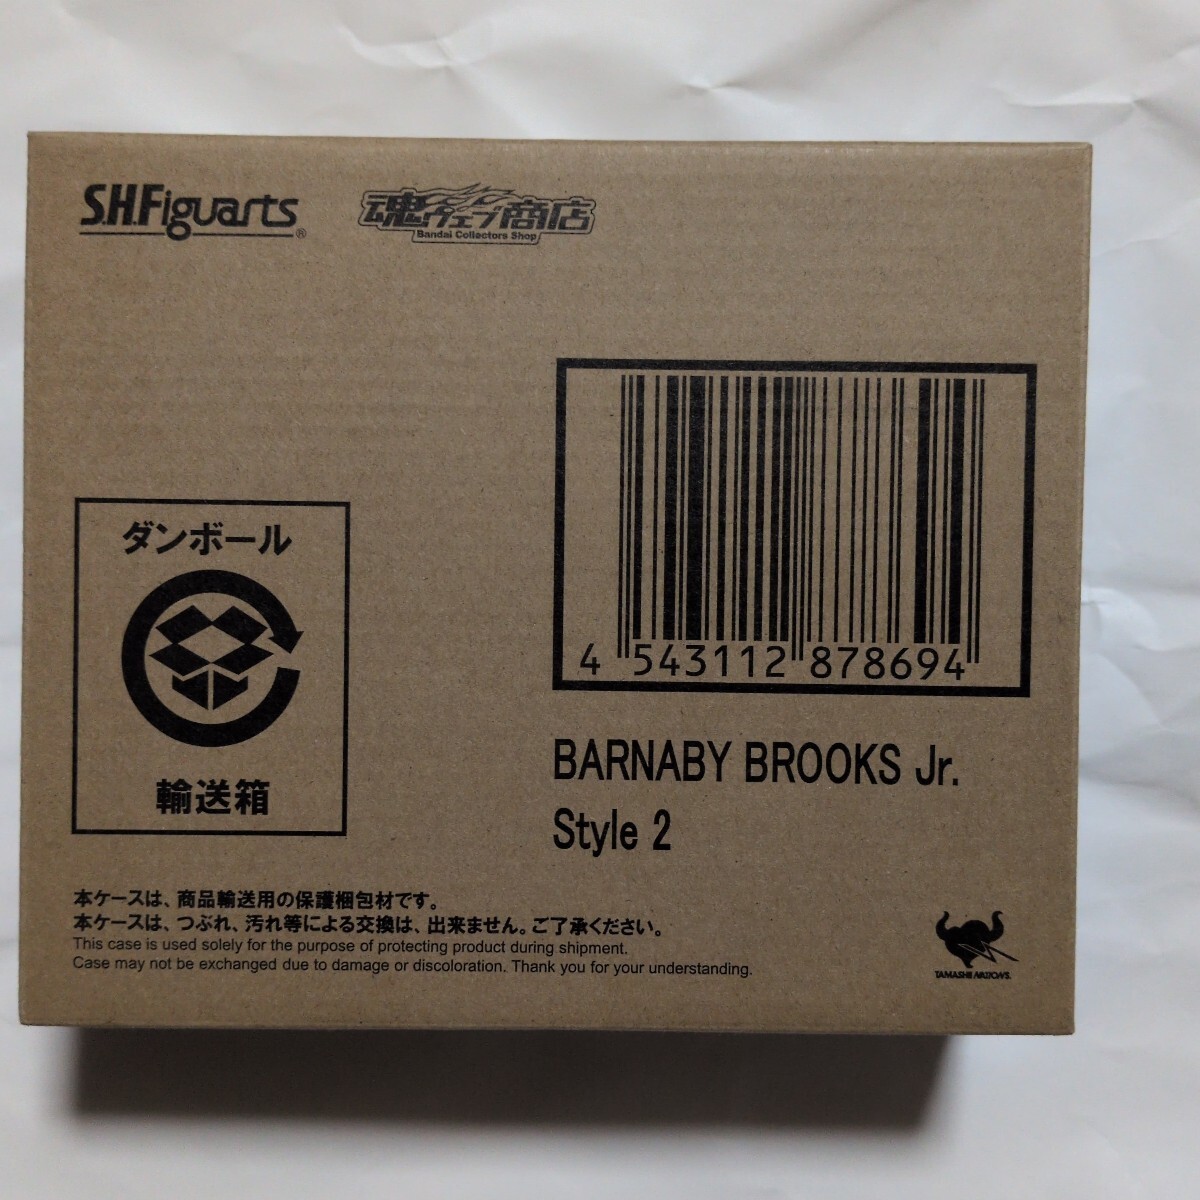 S.H.Figuarts®
魂ウェブ商店
Bandai Collectors Shop
4 543112 878694
ダンボール
輸送箱
BARNABY BROOKS Jr.
Style 2
本ケースは、商品輸送用の保護梱包材です。
本ケースは、つぶれ、汚れ等による交換は、出来ません。ご了承ください。
This case is used solely for the purpose of protecting product during shipment.
Case may not be exchanged due to damage or discoloration. Thank you for your understanding.
TAMASHII NATIONS.